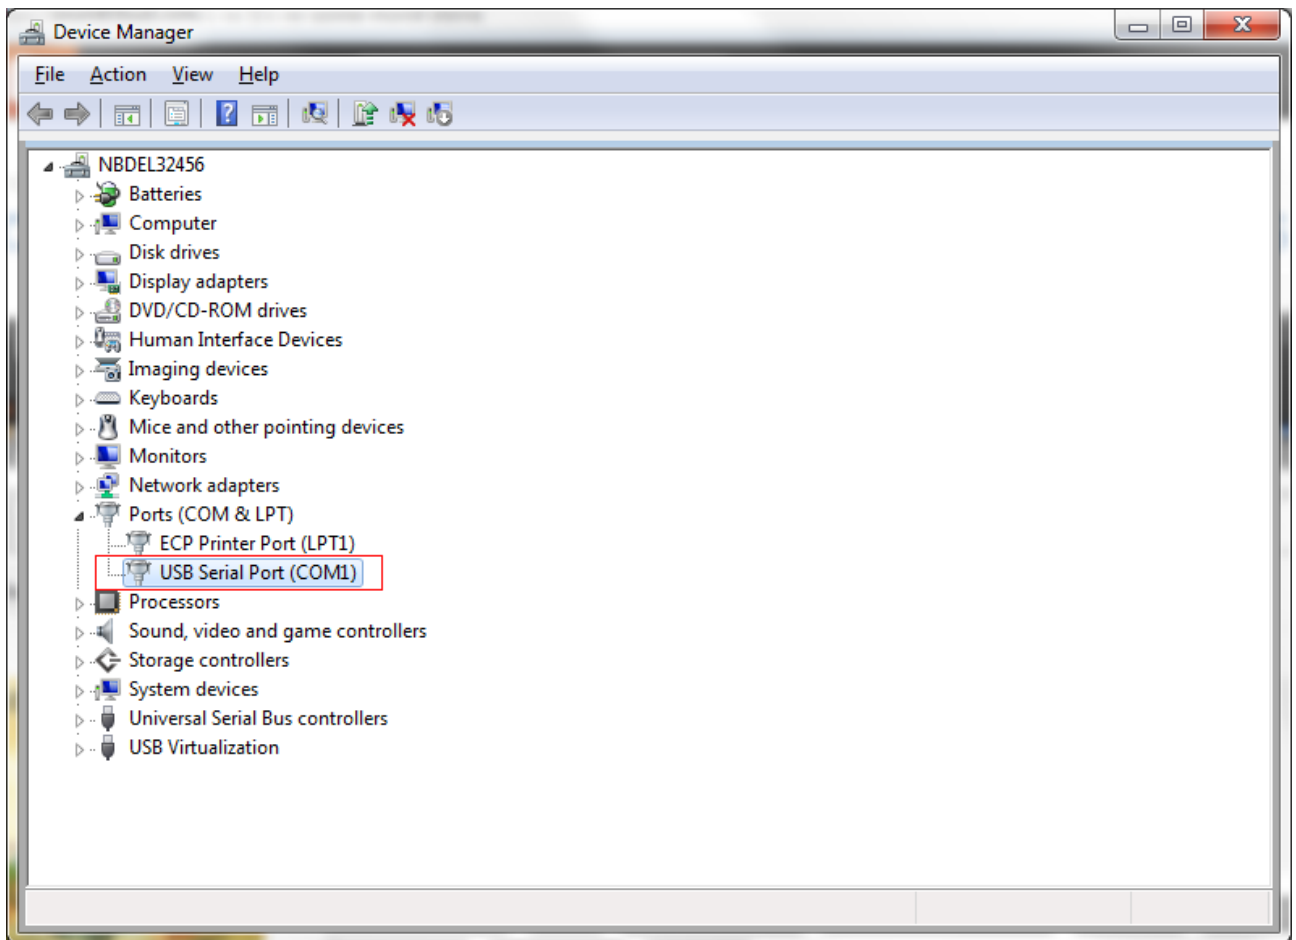 Device Manager
File Action View Help
NBDEL32456
Batteries
Computer
Disk drives
Display adapters
DVD/CD-ROM drives
Human Interface Devices
Imaging devices
Keyboards
Mice and other pointing devices
Monitors
Network adapters
Ports (COM & LPT)
ECP Printer Port (LPT1)
USB Serial Port (COM1)
Processors
Sound, video and game controllers
Storage controllers
System devices
Universal Serial Bus controllers
USB Virtualization